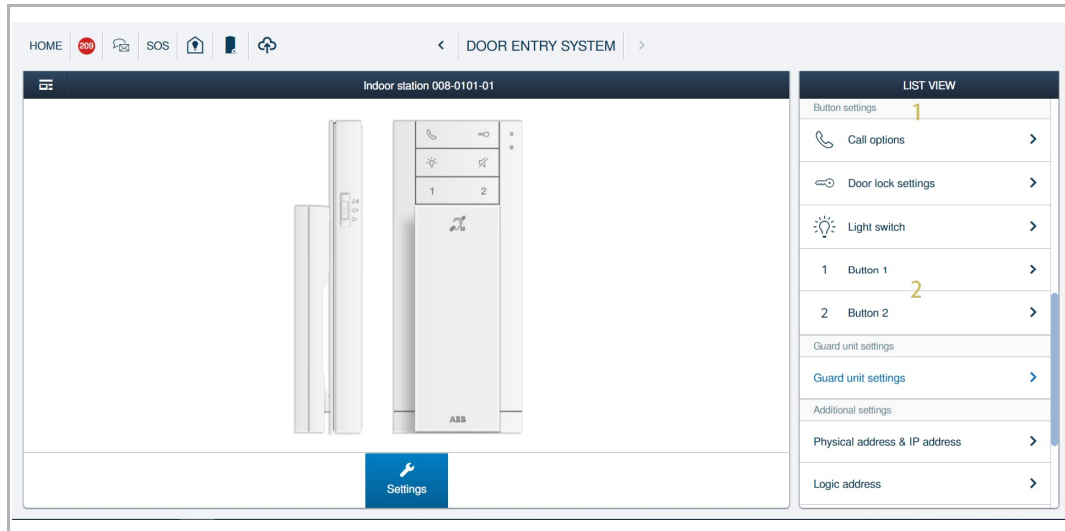 HOME 209 SOS DOOR ENTRY SYSTEM
Indoor station 008-0101-01
1 2
ABB
Settings
LIST VIEW
Button settings 1
Call options
Door lock settings
Light switch
1 Button 1
2
2 Button 2
Guard unit settings
Guard unit settings
Additional settings
Physical address & IP address
Logic address